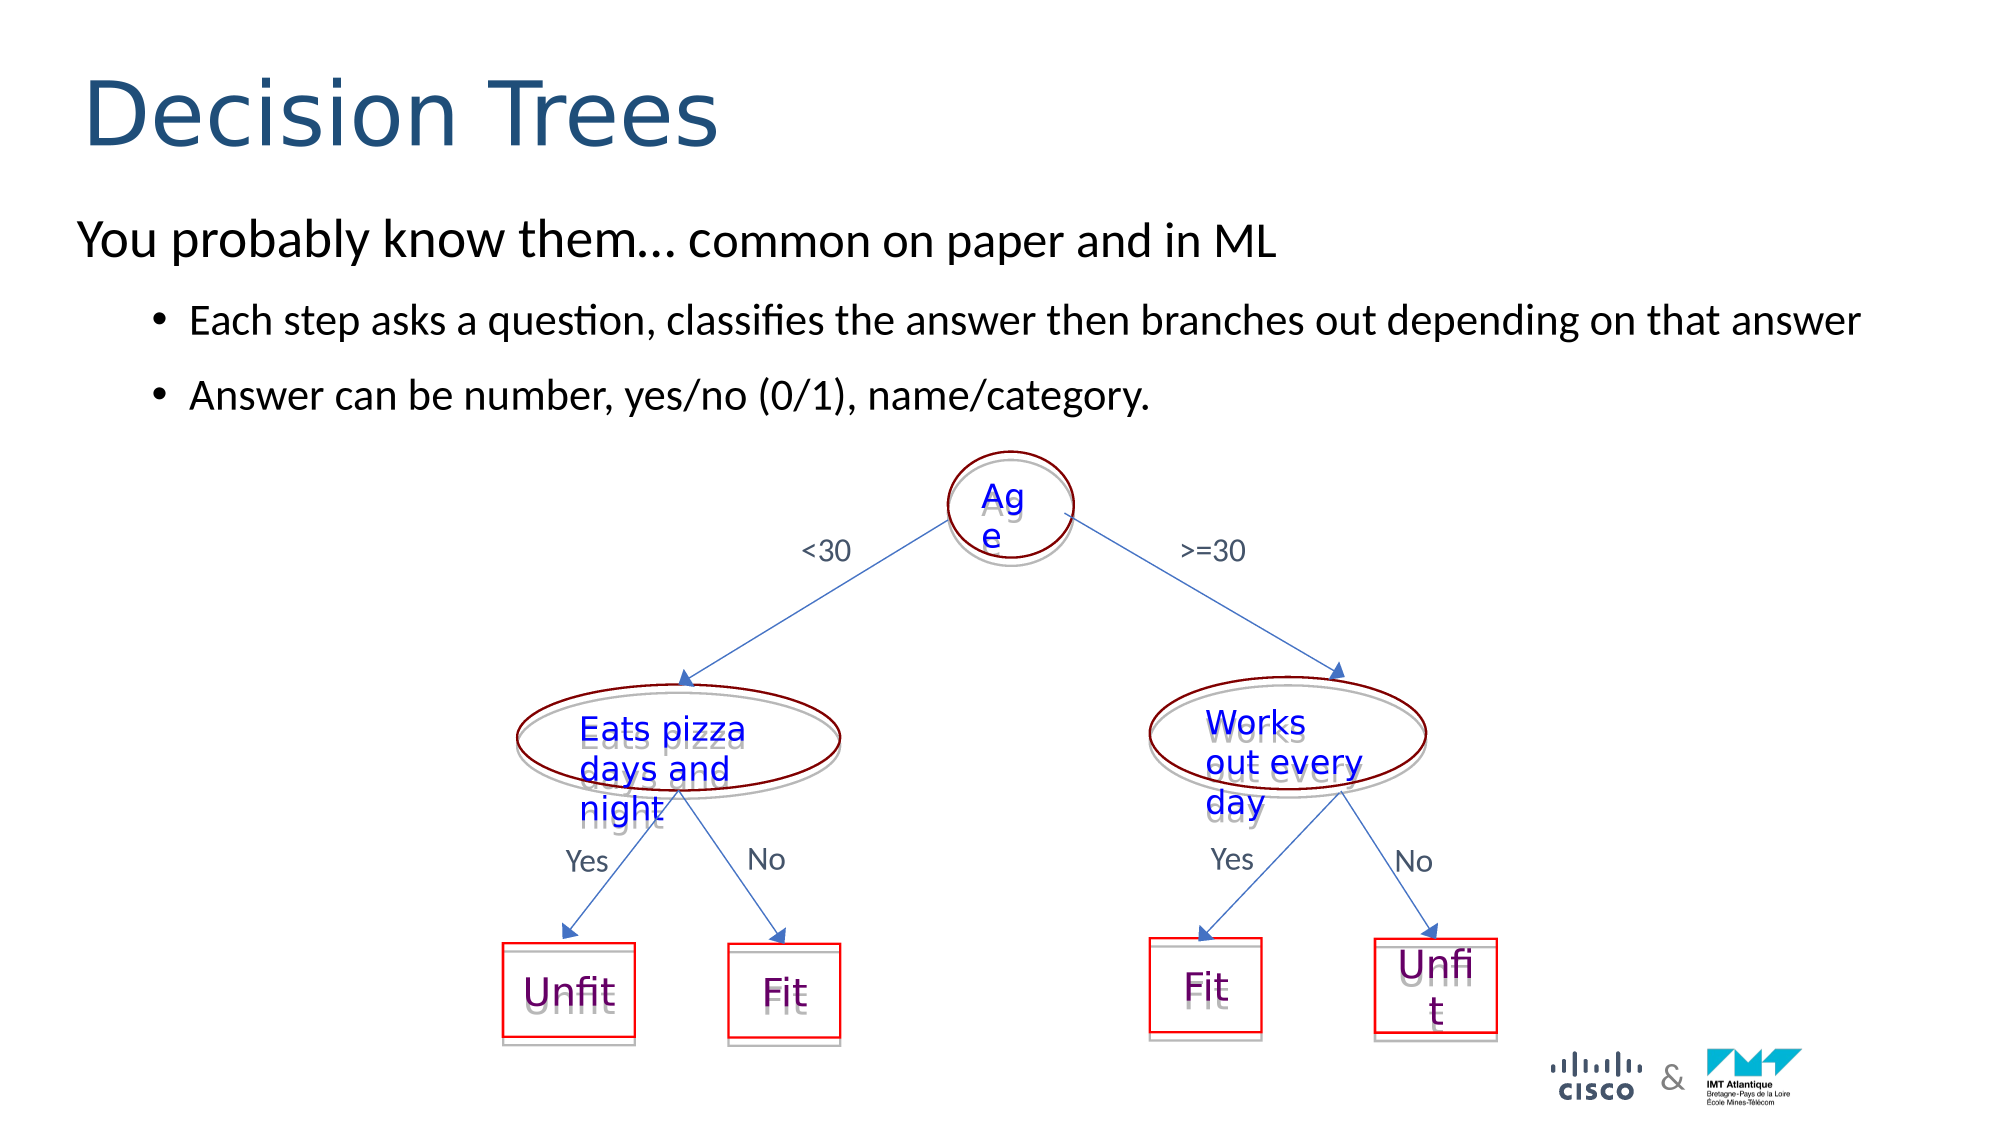 Decision Trees
You probably know them... common on paper and in ML
• Each step asks a question, classifies the answer then branches out depending on that answer
• Answer can be number, yes/no (0/1), name/category.
Ag
e
<30
>=30
Eats pizza
days and
night
Works
out every
day
Yes
No
Yes
No
Unfit
Fit
Fit
Unfi
t
CISCO
&
IMT Atlantique
Bretagne-Pays de la Loire
École Mines-Télécom